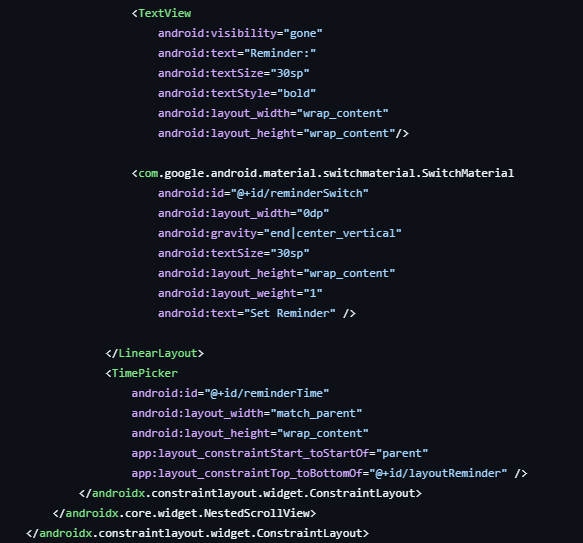 <TextView
android:visibility="gone"
android:text="Reminder:"
android:textSize="30sp"
android:textStyle="bold"
android:layout_width="wrap_content"
android:layout_height="wrap_content"/>
<com.google.android.material.switchmaterial.SwitchMaterial
android:id="@+id/reminderSwitch"
android:layout_width="0dp"
android:gravity="end|center_vertical"
android:textSize="30sp"
android:layout_height="wrap_content"
android:layout_weight="1"
android:text="Set Reminder" />
</LinearLayout>
<TimePicker
android:id="@+id/reminderTime"
android:layout_width="match_parent"
android:layout_height="wrap_content"
app:layout_constraintStart_toStartOf="parent"
app:layout_constraintTop_toBottomOf="@+id/layoutReminder" />
</androidx.constraintlayout.widget.ConstraintLayout>
</androidx.core.widget.NestedScrollView>
</androidx.constraintlayout.widget.ConstraintLayout>